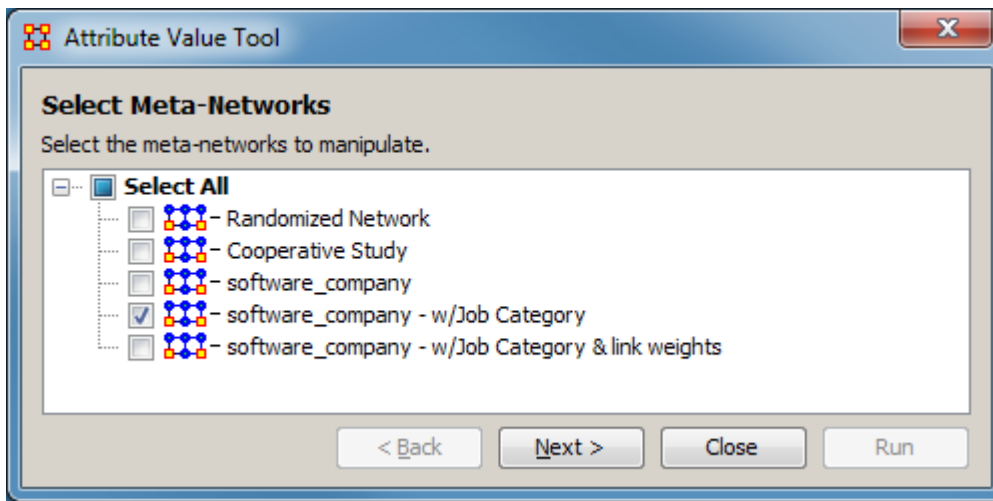 Attribute Value Tool
Select Meta-Networks
Select the meta-networks to manipulate.
Select All
Randomized Network
Cooperative Study
software_company
software_company - w/Job Category
software_company - w/Job Category & link weights
< Back Next > Close Run